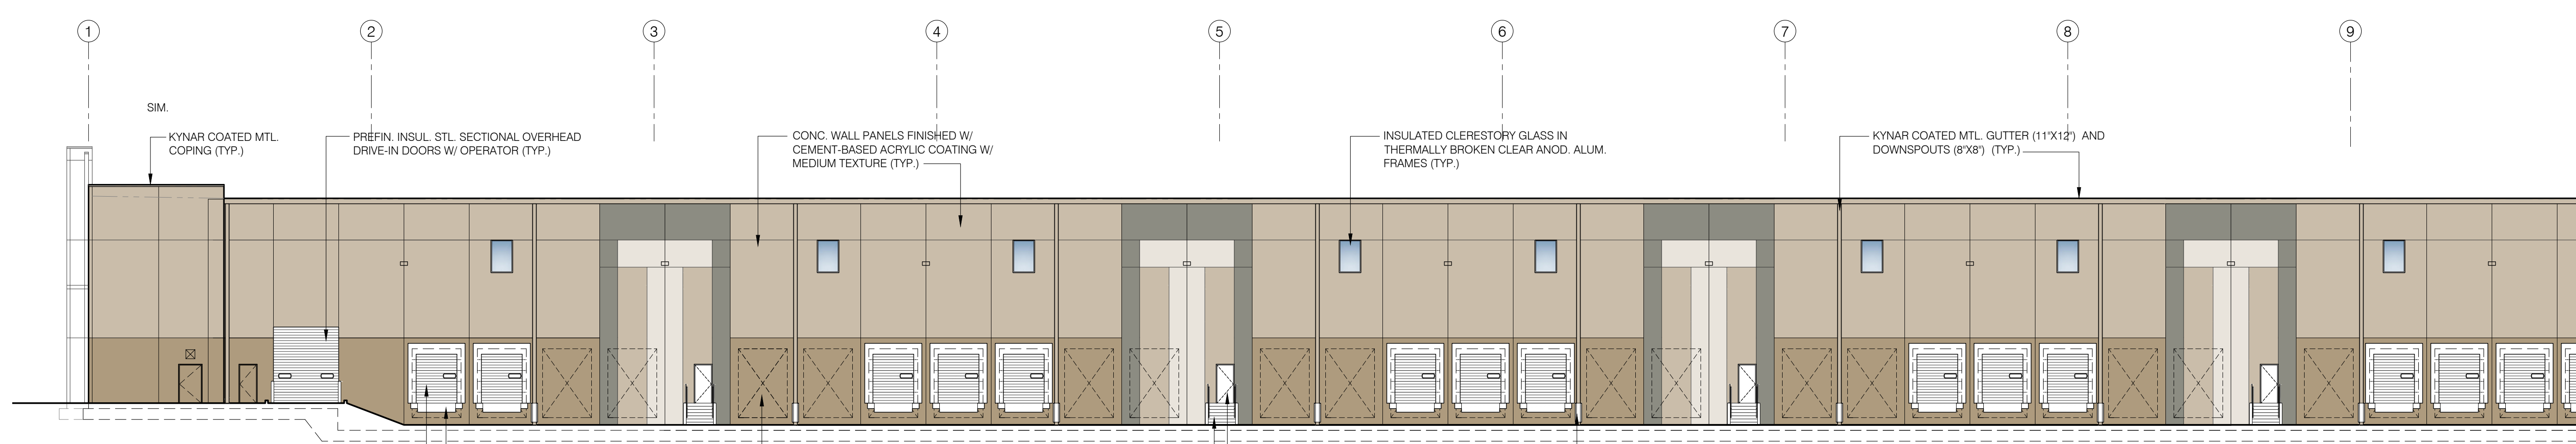 1 2 3 4 5 6 7 8 9
SIM.
KYNAR COATED MTL.
COPING (TYP.)
PREFIN. INSUL. STL. SECTIONAL OVERHEAD
DRIVE-IN DOORS W/ OPERATOR (TYP.)
CONC. WALL PANELS FINISHED W/
CEMENT-BASED ACRYLIC COATING W/
MEDIUM TEXTURE (TYP.)
INSULATED CLERESTORY GLASS IN
THERMALLY BROKEN CLEAR ANOD. ALUM.
FRAMES (TYP.)
KYNAR COATED MTL. GUTTER (11"X12") AND
DOWNSPOUTS (8"X8") (TYP.)